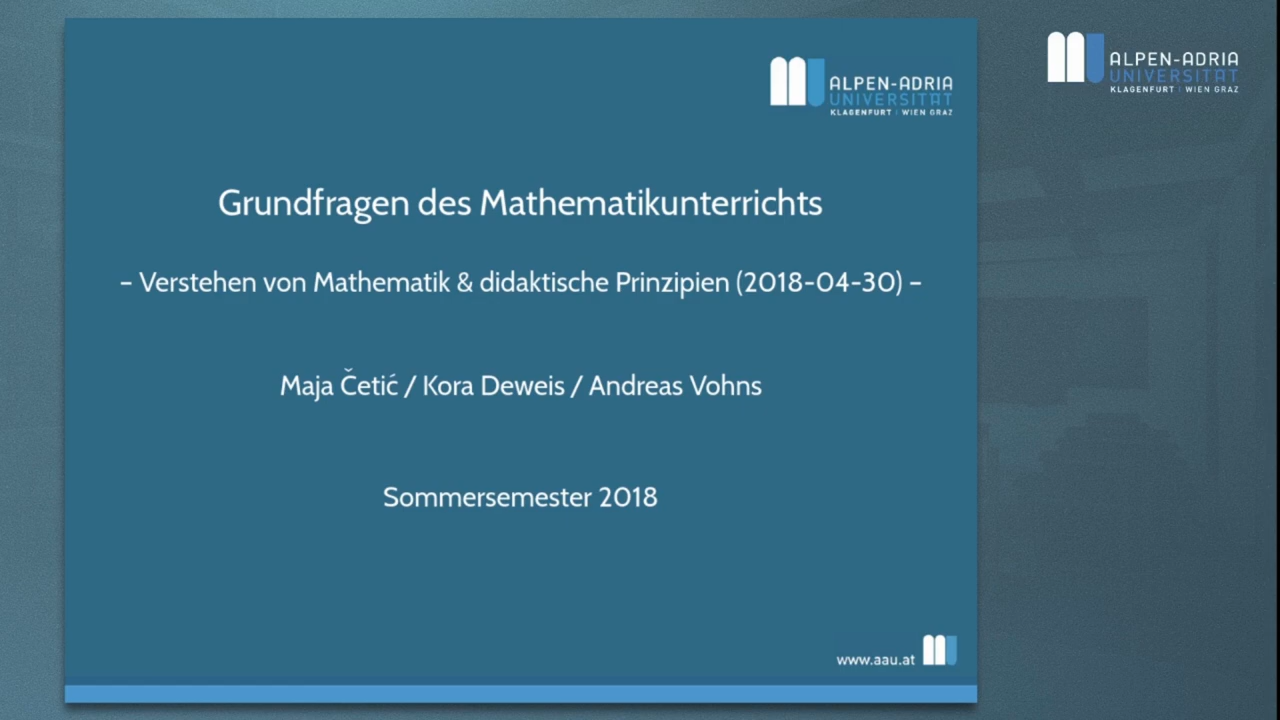 ALPEN-ADRIA
UNIVERSITÄT
KLAGENFURT | WIEN GRAZ
ALPEN-ADRIA
UNIVERSITÄT
KLAGENFURT | WIEN GRAZ
Grundfragen des Mathematikunterrichts
– Verstehen von Mathematik & didaktische Prinzipien (2018-04-30) –
Maja Četić / Kora Deweis / Andreas Vohns
Sommersemester 2018
www.aau.at